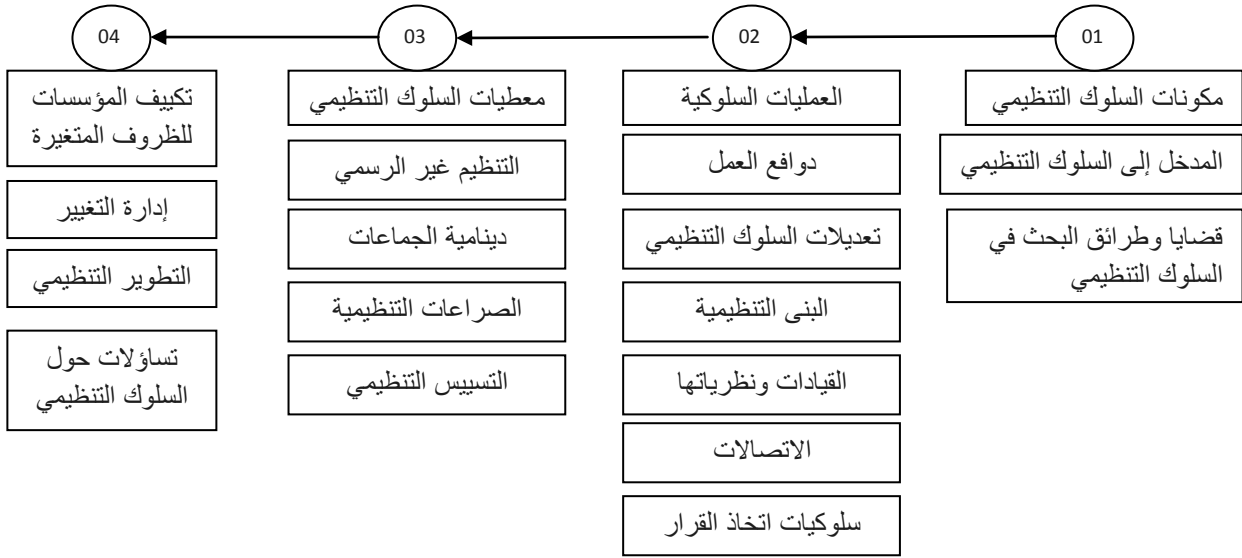 01
مكونات السلوك التنظيمي
المدخل إلى السلوك التنظيمي
قضايا وطرائق البحث في
السلوك التنظيمي
02
العمليات السلوكية
دوافع العمل
تعديلات السلوك التنظيمي
البنى التنظيمية
القيادات ونظرياتها
الاتصالات
سلوكيات اتخاذ القرار
03
معطيات السلوك التنظيمي
التنظيم غير الرسمي
دينامية الجماعات
الصراعات التنظيمية
التسييس التنظيمي
04
تكييف المؤسسات
للظروف المتغيرة
إدارة التغيير
التطوير التنظيمي
تساؤلات حول
السلوك التنظيمي